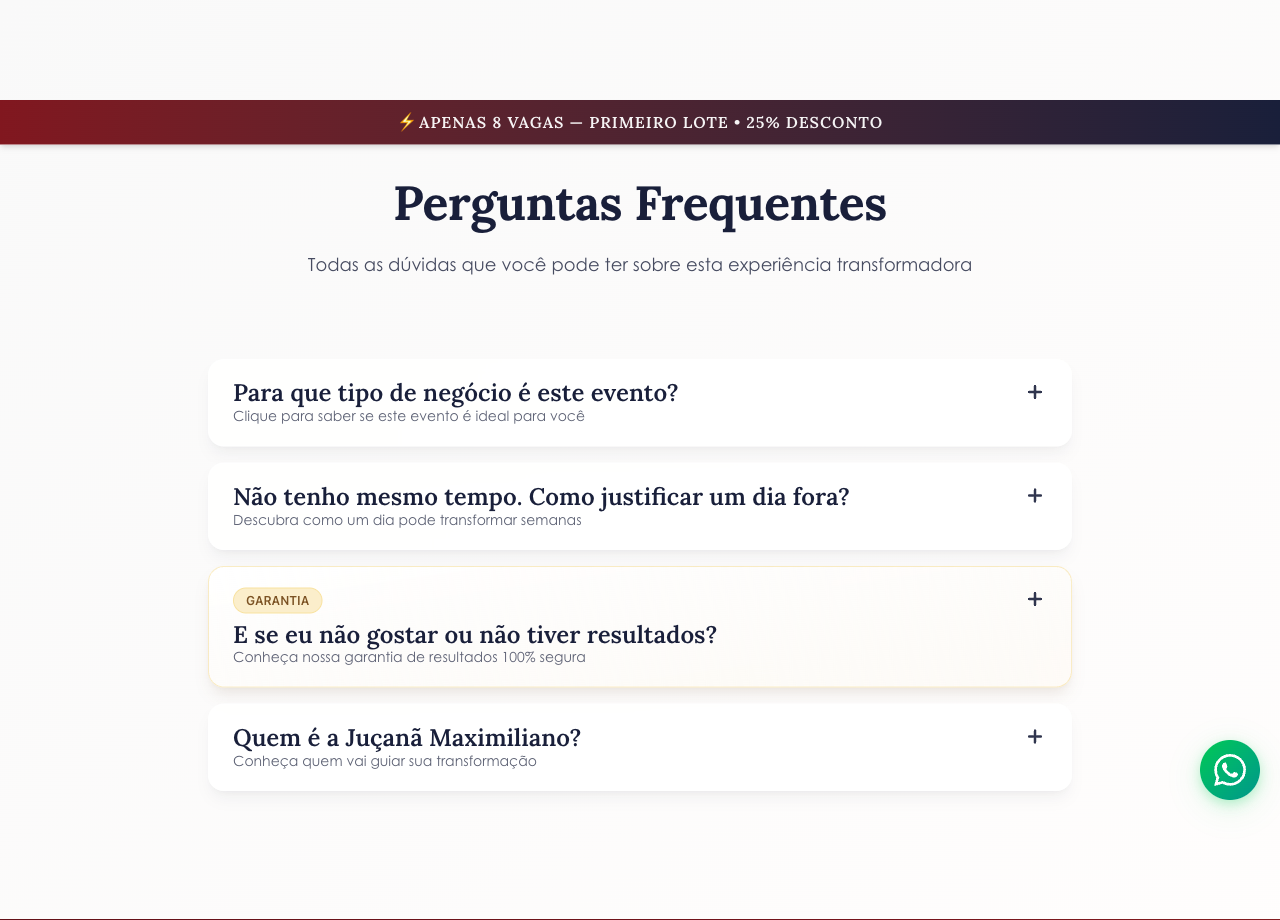 ⚡ APENAS 8 VAGAS — PRIMEIRO LOTE • 25% DESCONTO
Perguntas Frequentes
Todas as dúvidas que você pode ter sobre esta experiência transformadora
Para que tipo de negócio é este evento?
Clique para saber se este evento é ideal para você
Não tenho mesmo tempo. Como justificar um dia fora?
Descubra como um dia pode transformar semanas
GARANTIA
E se eu não gostar ou não tiver resultados?
Conheça nossa garantia de resultados 100% segura
Quem é a Juçanã Maximiliano?
Conheça quem vai guiar sua transformação